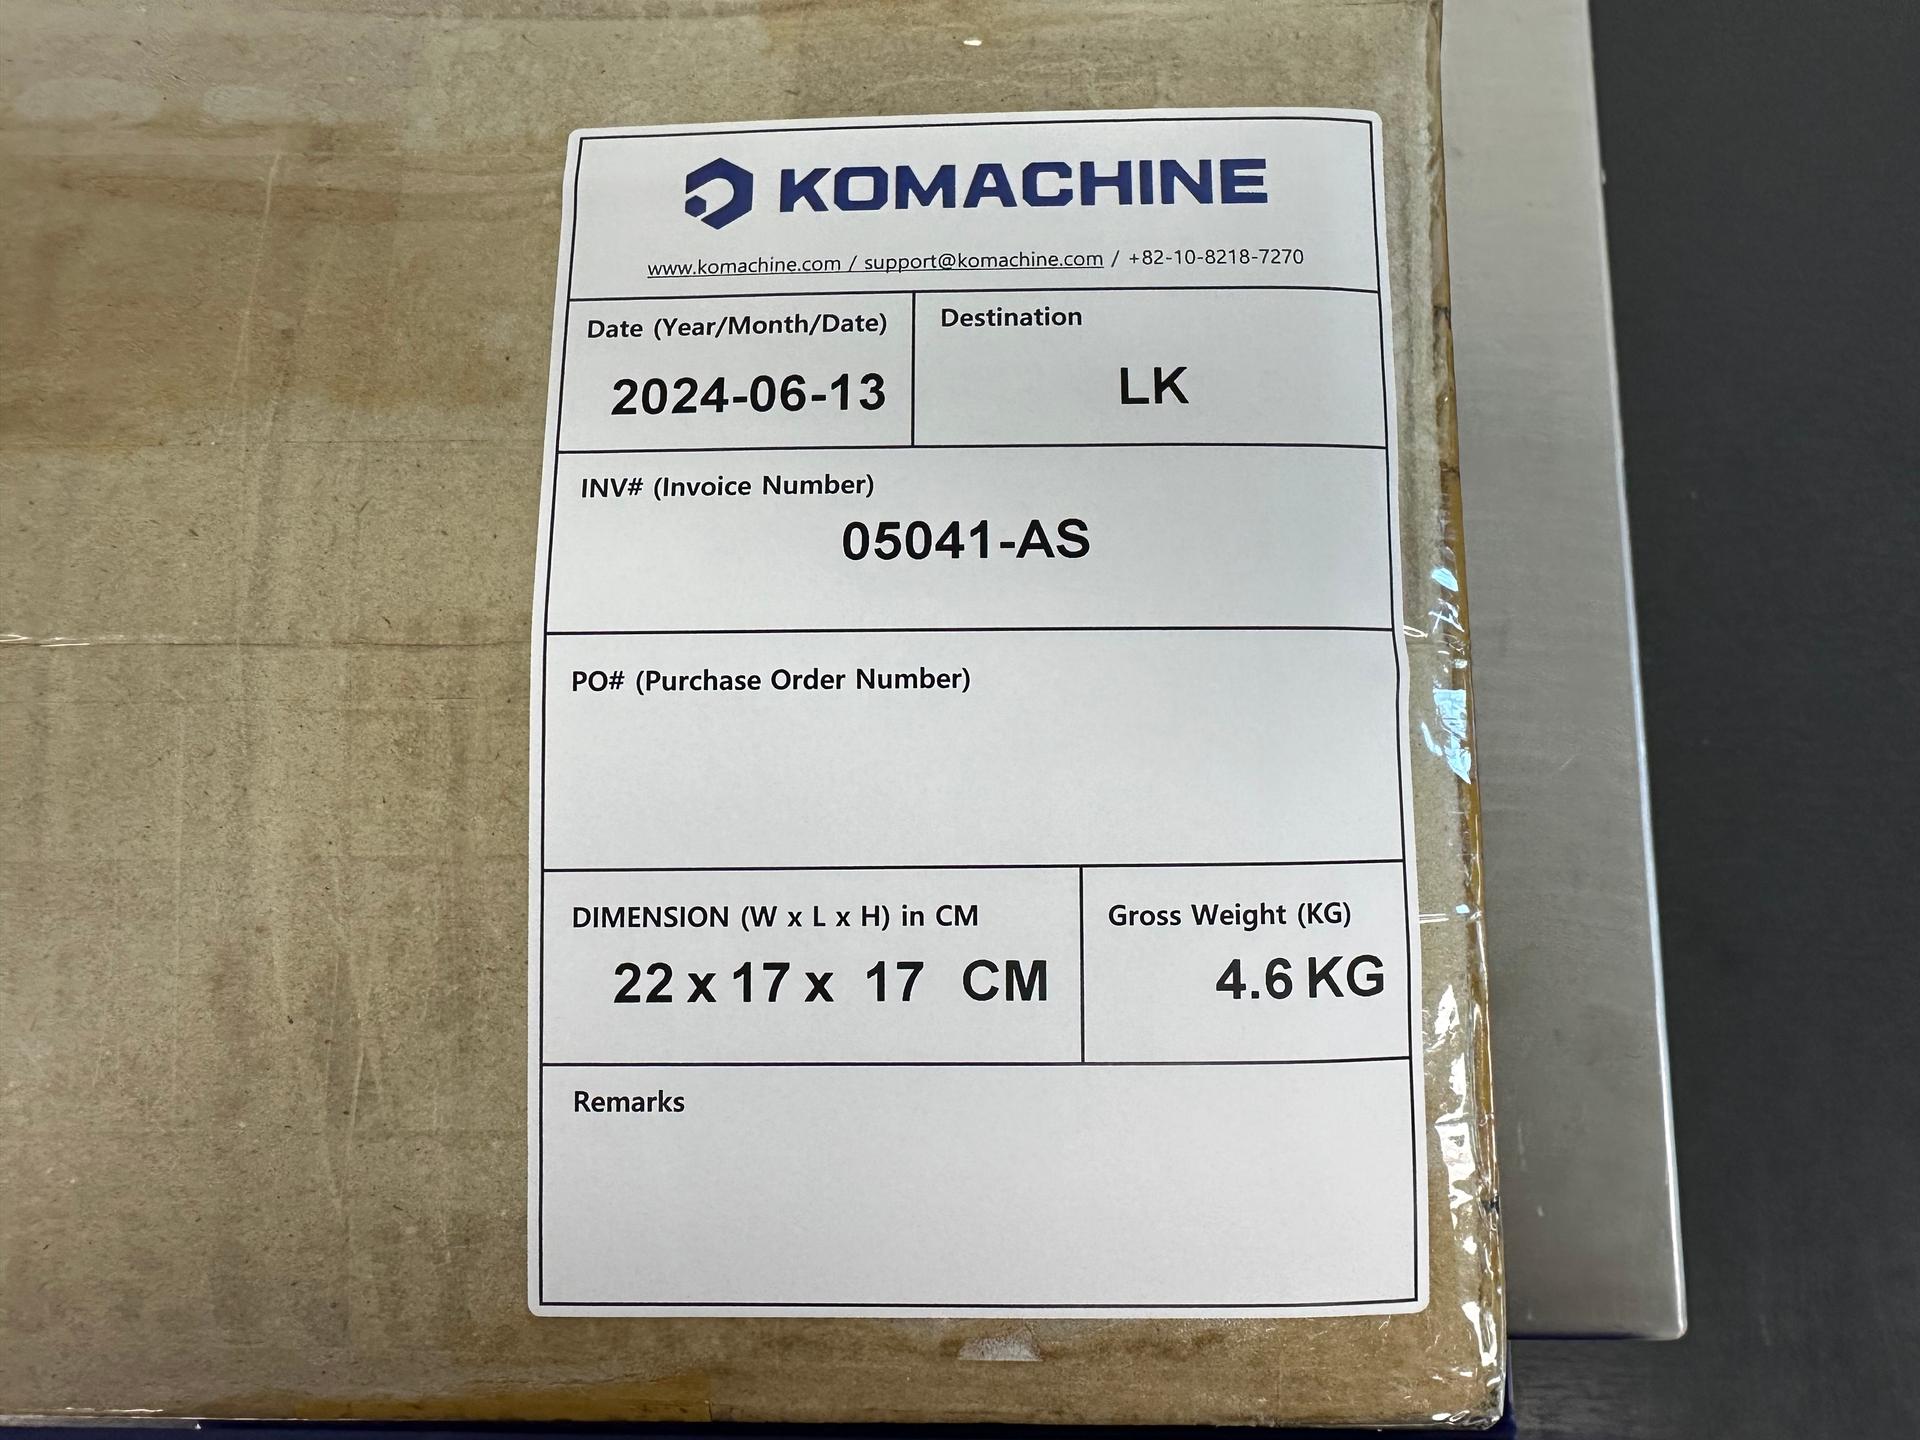 KOMACHINE
www.komachine.com / support@komachine.com / +82-10-8218-7270
Date (Year/Month/Date)
2024-06-13
Destination
LK
INV# (Invoice Number)
05041-AS
PO# (Purchase Order Number)
DIMENSION (W x L x H) in CM
22 x 17 x 17 CM
Gross Weight (KG)
4.6 KG
Remarks